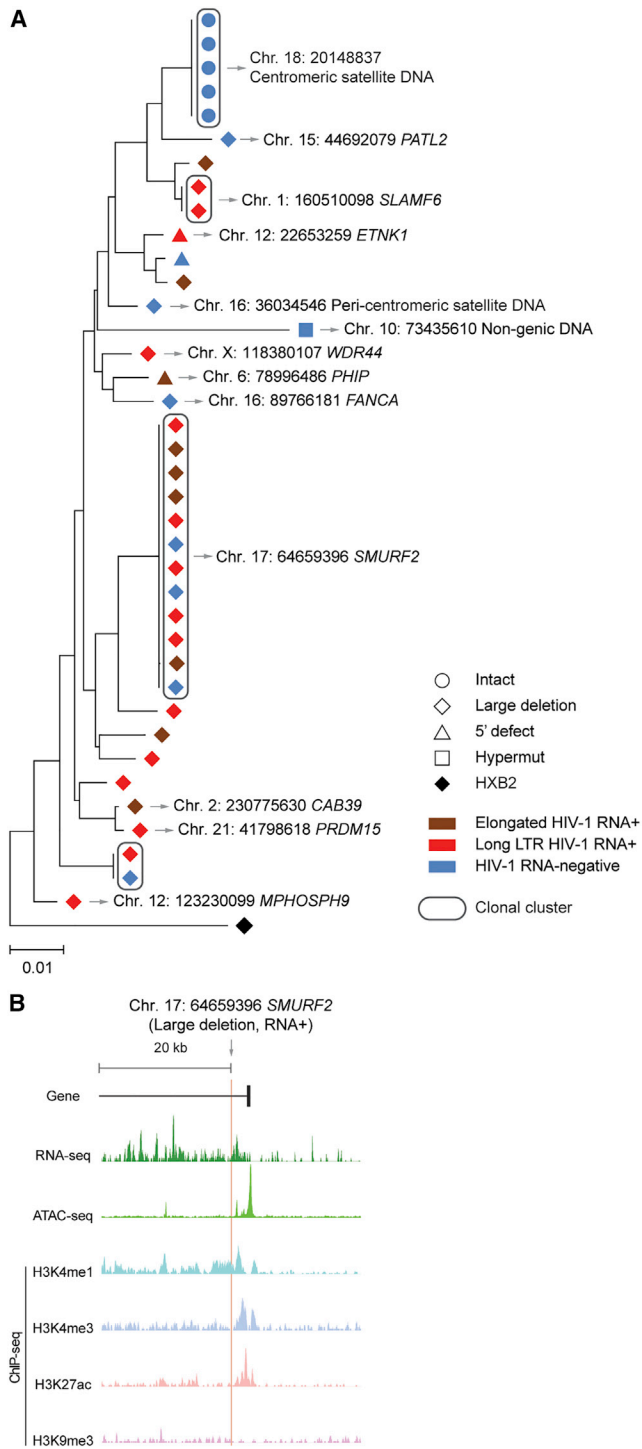 A
Chr. 18: 20148837
Centromeric satellite DNA
Chr. 15: 44692079 PATL2
Chr. 1: 160510098 SLAMF6
Chr. 12: 22653259 ETNK1
Chr. 16: 36034546 Peri-centromeric satellite DNA
Chr. 10: 73435610 Non-genic DNA
Chr. X: 118380107 WDR44
Chr. 6: 78996486 PHIP
Chr. 16: 89766181 FANCA
Chr. 17: 64659396 SMURF2
Intact
Large deletion
5' defect
Hypermut
HXB2
Chr. 2: 230775630 CAB39
Elongated HIV-1 RNA+
Chr. 21: 41798618 PRDM15
Long LTR HIV-1 RNA+
HIV-1 RNA-negative
Chr. 12: 123230099 MPHOSPH9
Clonal cluster
0.01
B
Chr. 17: 64659396 SMURF2
(Large deletion, RNA+)
20 kb
Gene
RNA-seq
ATAC-seq
ChIP-seq
H3K4me1
H3K4me3
H3K27ac
H3K9me3